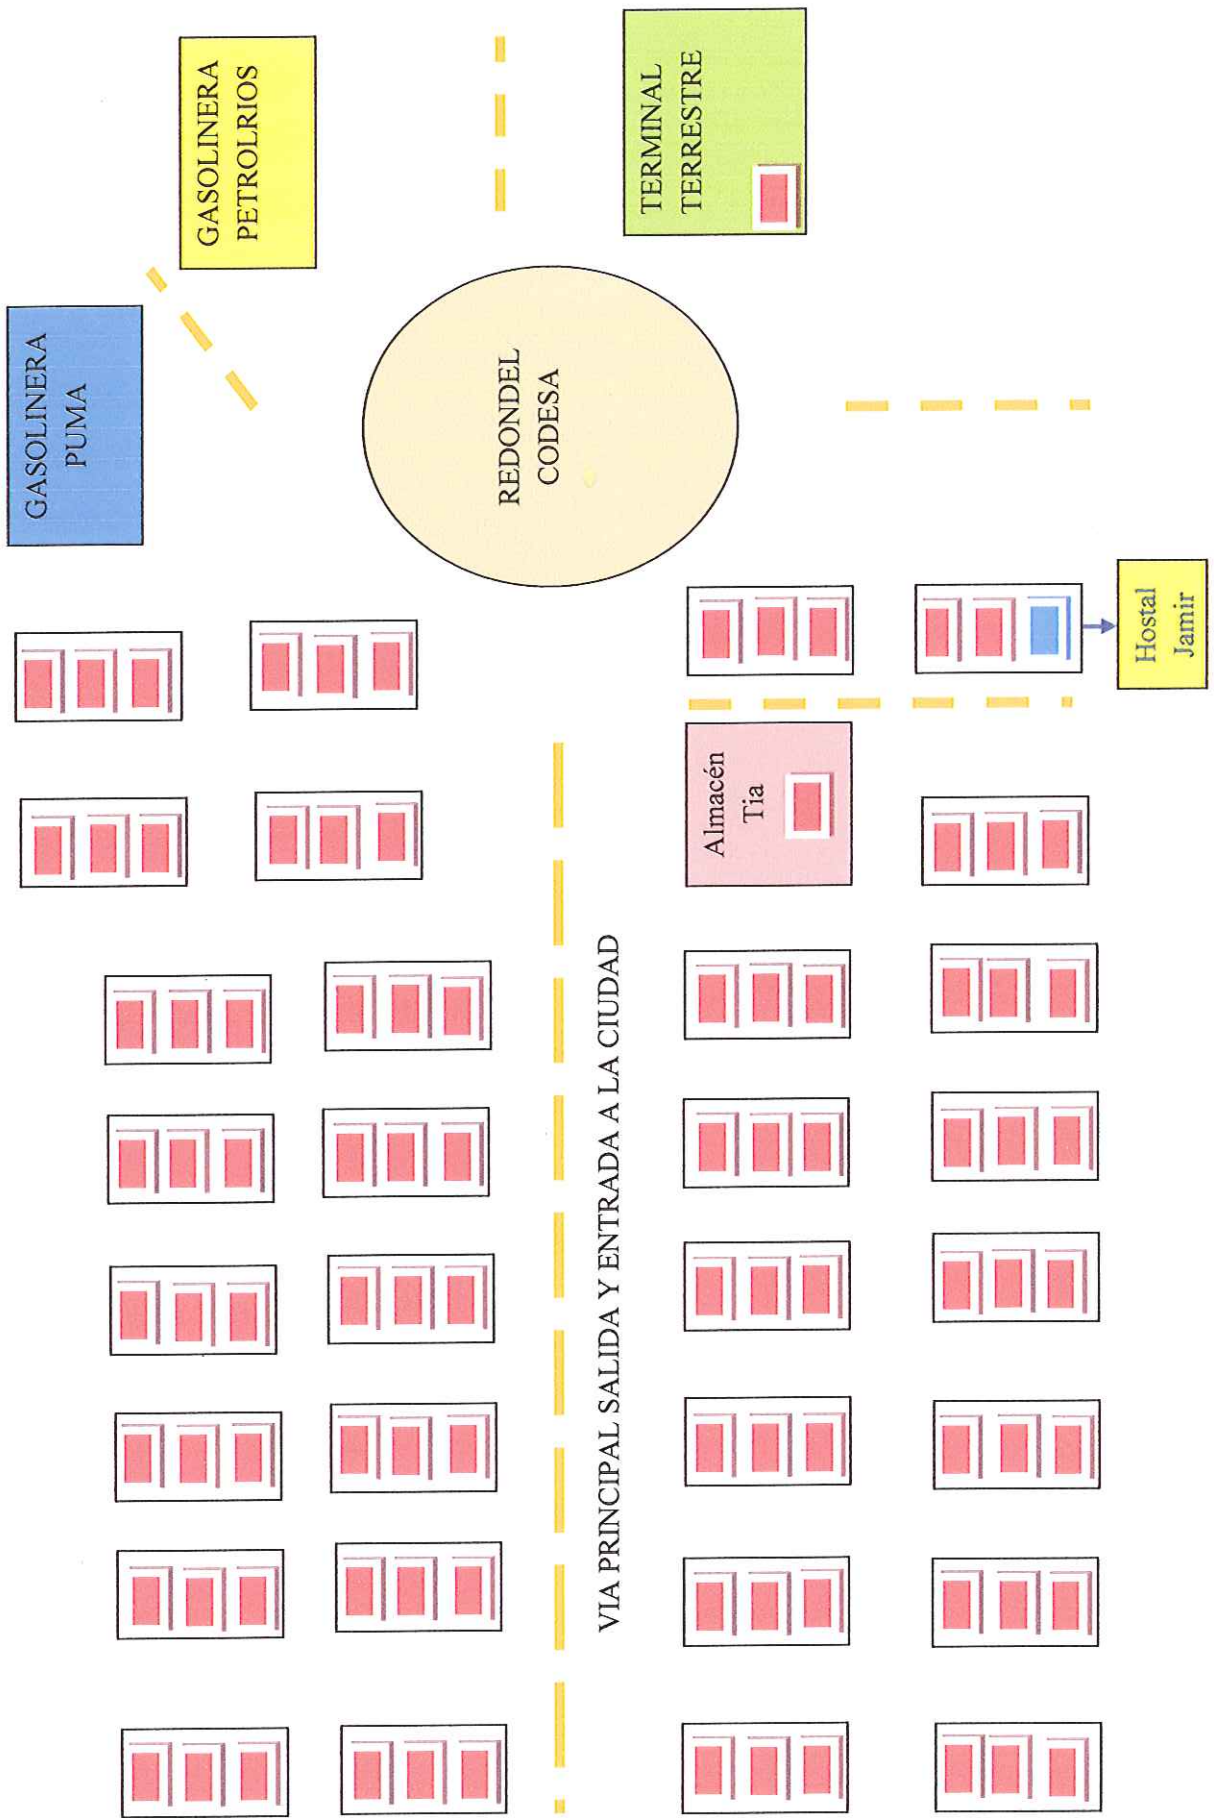 GASOLINERA
PUMA
GASOLINERA
PETROLRIOS
REDONDEL
CODESA
TERMINAL
TERRESTRE
VIA PRINCIPAL SALIDA Y ENTRADA A LA CIUDAD
Almacén
Tia
Hostal
Jamir